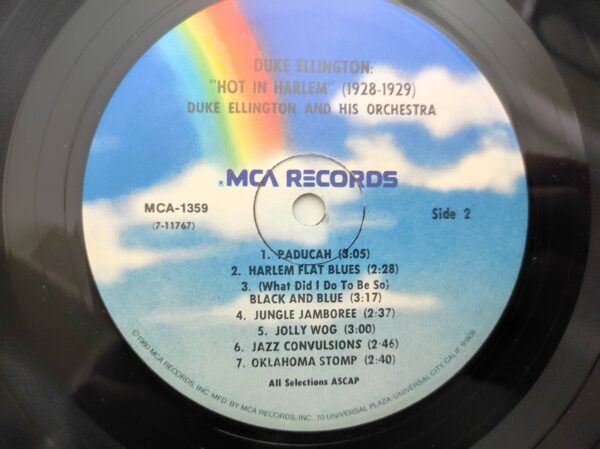 DUKE ELLINGTON:
"HOT IN HARLEM" (1928-1929)
DUKE ELLINGTON AND HIS ORCHESTRA
MCA RECORDS
MCA-1359
(7-11767)
Side 2
1. PADUCAH (3:05)
2. HARLEM FLAT BLUES (2:28)
3. (What Did I Do To Be So)
BLACK AND BLUE (3:17)
4. JUNGLE JAMBOREE (2:37)
5. JOLLY WOG (3:00)
6. JAZZ CONVULSIONS (2:46)
7. OKLAHOMA STOMP (2:40)
All Selections ASCAP
©1980 MCA RECORDS, INC. MFG. BY MCA RECORDS, INC., 70 UNIVERSAL PLAZA, UNIVERSAL CITY, CALIF. 91608